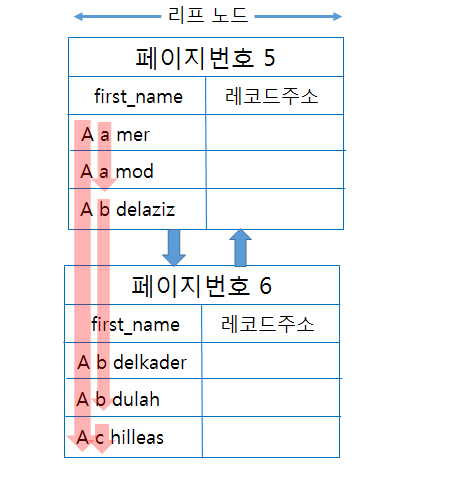 리프 노드
페이지번호 5
first_name 레코드주소
A a mer
A a mod
A b delaziz
페이지번호 6
first_name 레코드주소
A b delkader
A b dulah
A c hilleas